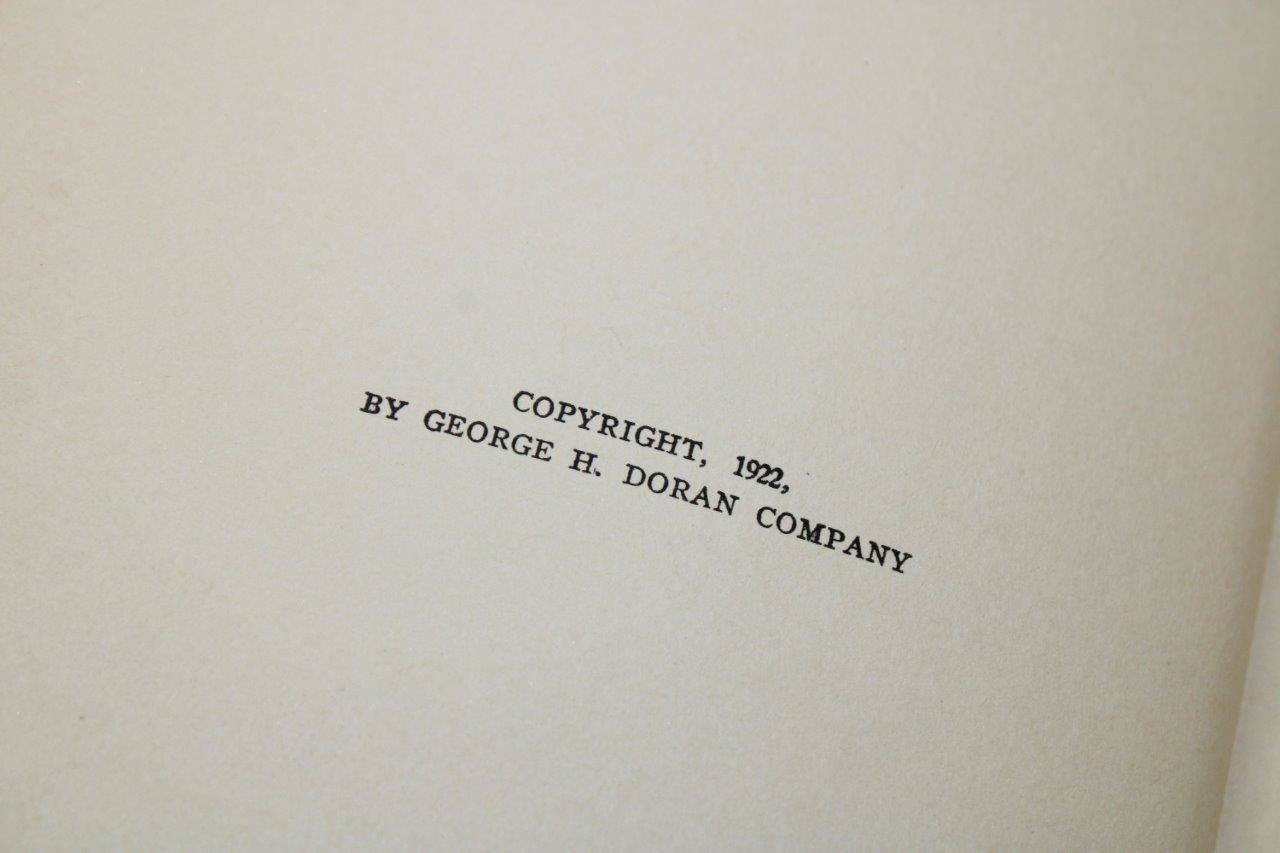 COPYRIGHT, 1922,
BY GEORGE H. DORAN COMPANY